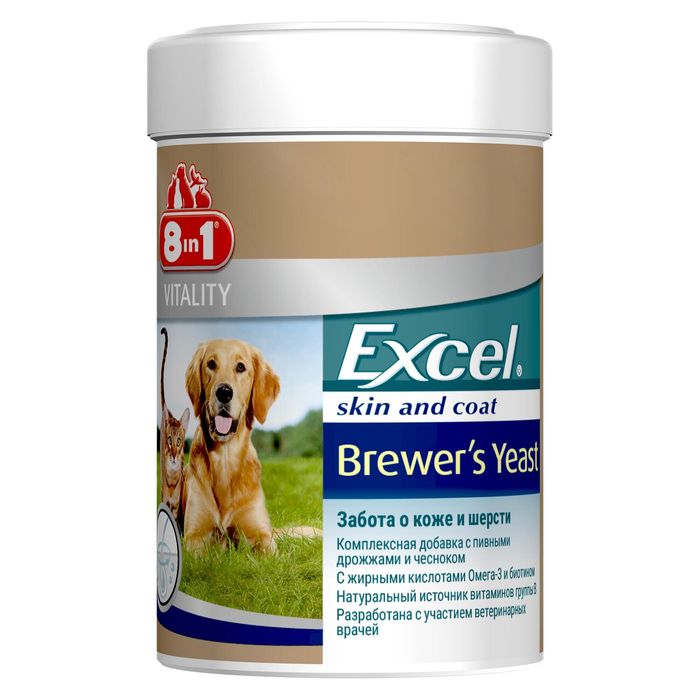 8in1®
VITALITY
Excel®
skin and coat
Brewer's Yeast
Забота о коже и шерсти
Комплексная добавка с пивными
дрожжами и чесноком
С жирными кислотами Омега-3 и биотином
Натуральный источник витаминов группы В
Разработана с участием ветеринарных
врачей